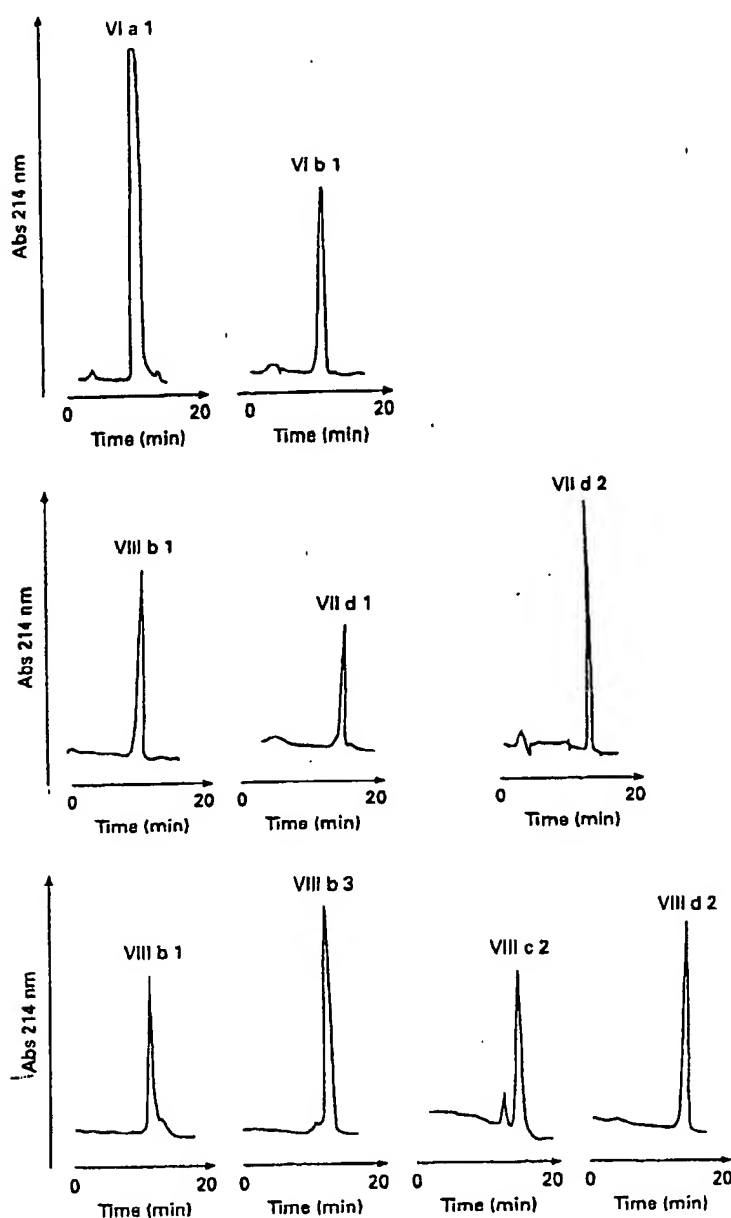 VI a 1
VI b 1
Abs 214 nm
0 20 0 20
Time (min) Time (min)
VII d 2
VIII b 1
VII d 1
Abs 214 nm
0 20 0 20 0 20
Time (min) Time (min) Time (min)
VIII b 3
VIII d 2
VIII b 1
VIII c 2
Abs 214 nm
0 20 0 20 0 20 0 20
Time (min) Time (min) Time (min) Time (min)